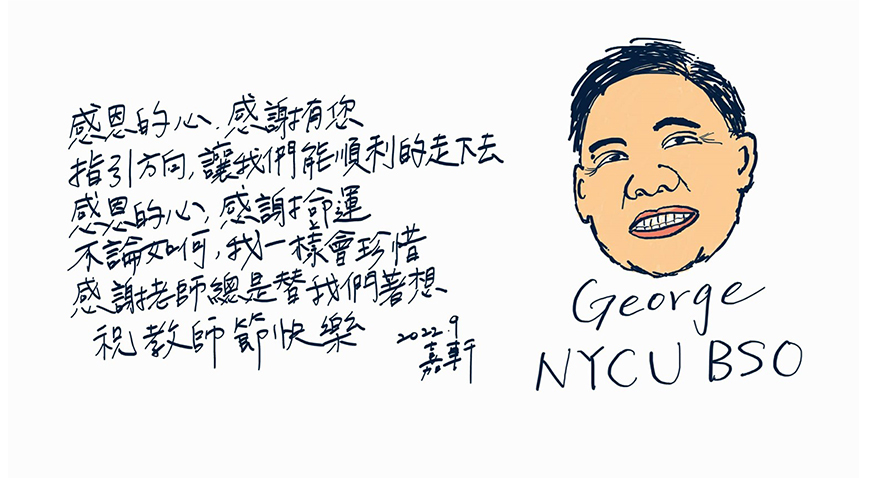 感恩的心,感謝有您
指引方向,讓我們能順利的走下去
感恩的心,感謝命運
不論如何,我一樣會珍惜
感謝老師總是替我們著想
祝教師節快樂
2022.9
嘉軒
George
NYCU BSO